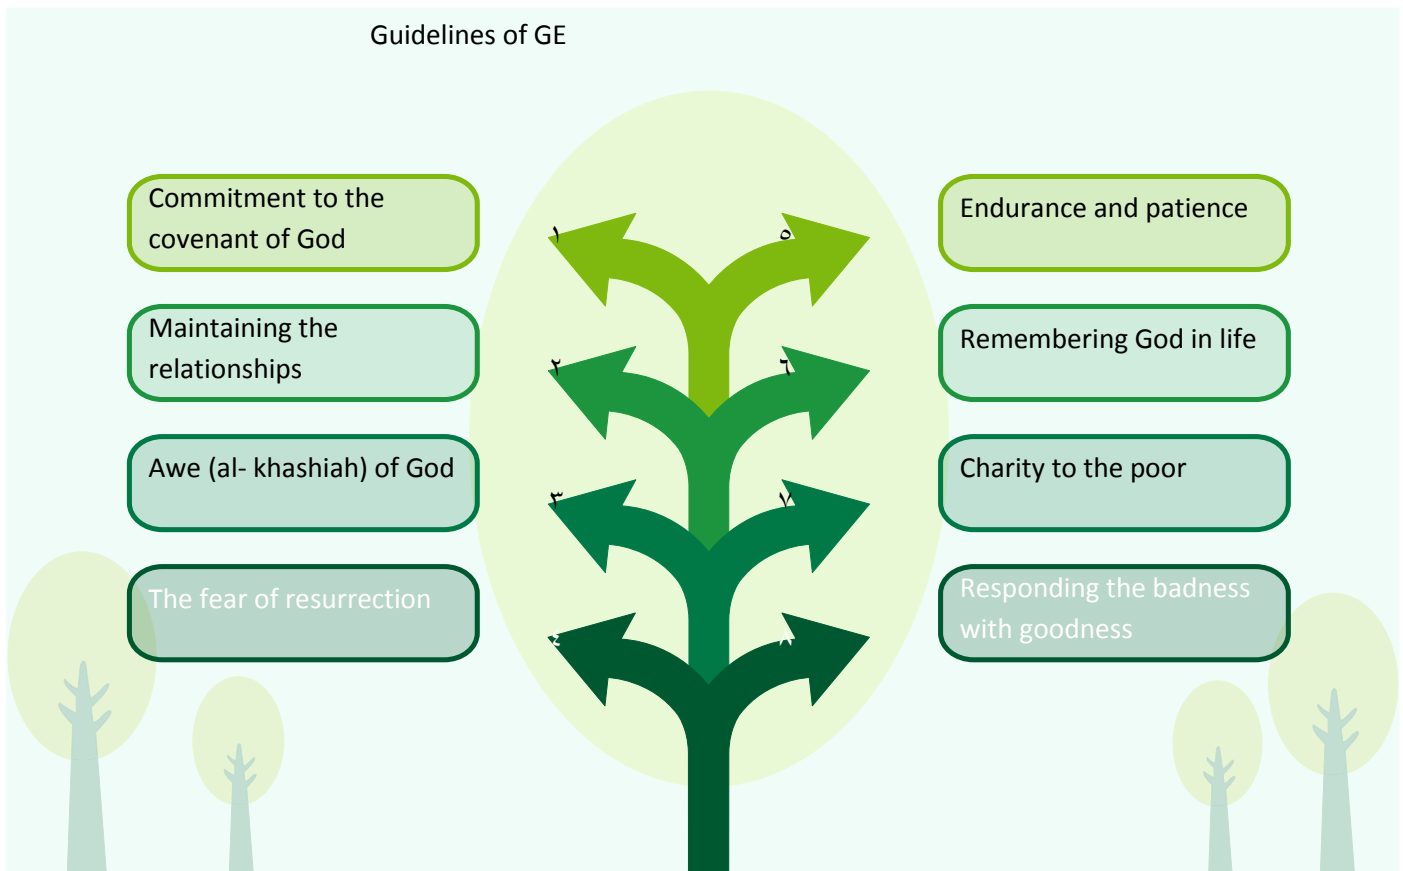 Guidelines of GE
Commitment to the
covenant of God
١
Maintaining the
relationships
٢
Awe (al- khashiah) of God
٣
The fear of resurrection
٤
Endurance and patience
٥
Remembering God in life
٦
Charity to the poor
٧
Responding the badness
with goodness
٨